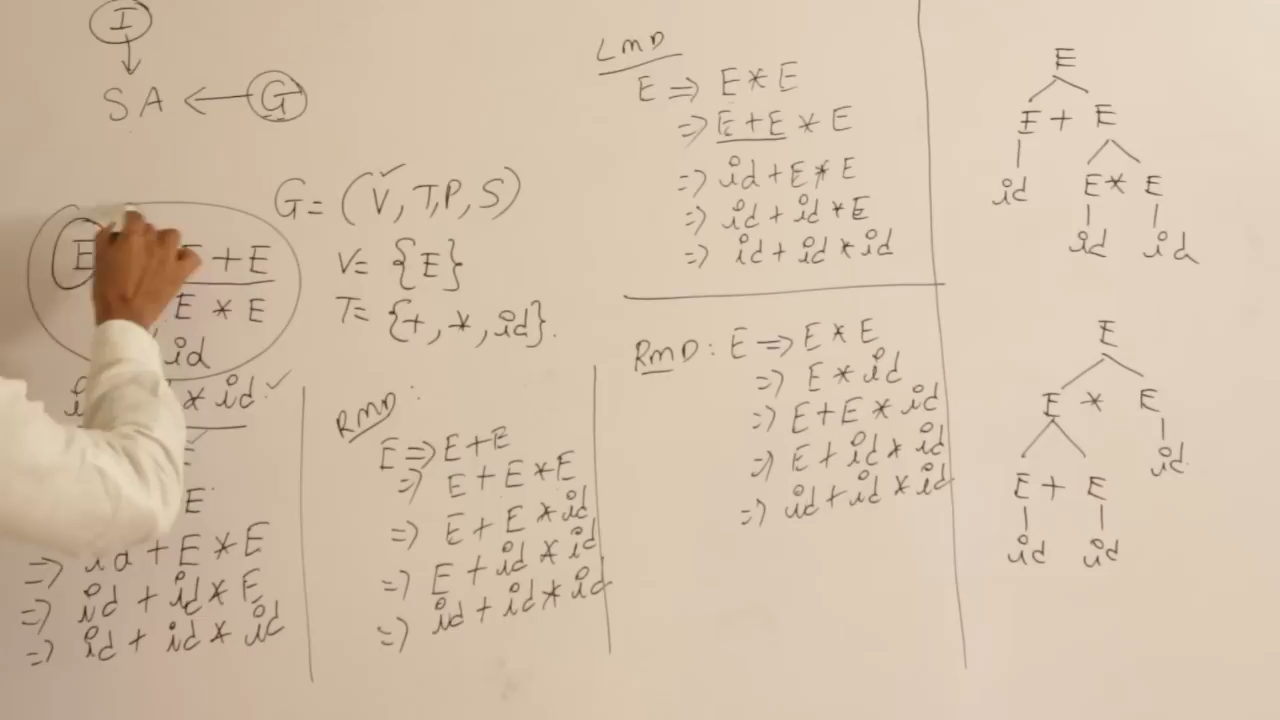 I
SA ← G
G = (V, T, P, S)
E + E
V = {E}
E * E
T = {+, *, id}.
id
* id
E
⇒ id + E * E
⇒ id + id * E
⇒ id + id * id
RMD :
E ⇒ E + E
⇒ E + E * E
⇒ E + E * id
⇒ E + id * id
⇒ id + id * id
LMD
E ⇒ E * E
⇒ E + E * E
⇒ id + E * E
⇒ id + id * E
⇒ id + id * id
RMD : E ⇒ E * E
⇒ E * id
⇒ E + E * id
⇒ E + id * id
⇒ id + id * id
E
E + E
id E * E
id id
E
E * E
id
E + E
id id